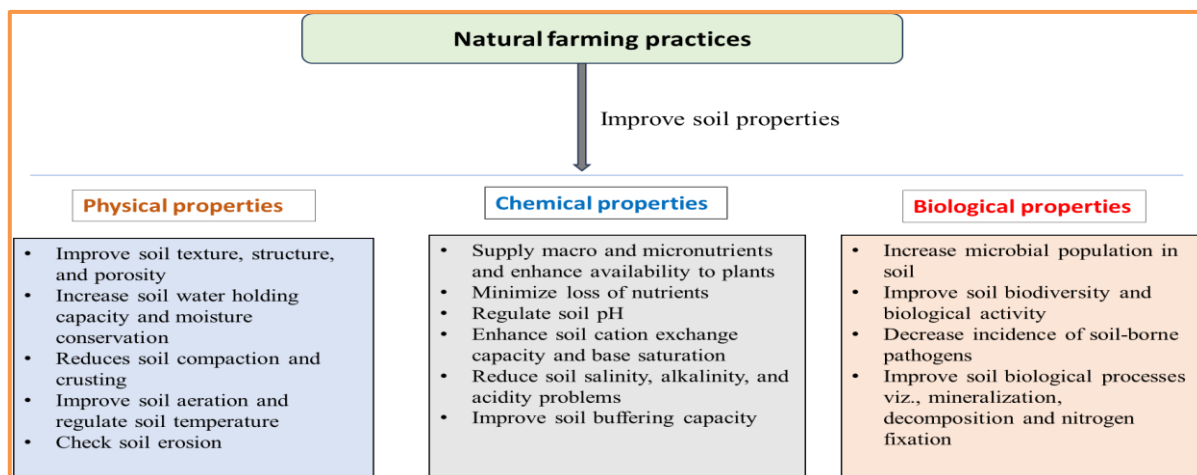 Natural farming practices
Improve soil properties
Physical properties
• Improve soil texture, structure,
and porosity
• Increase soil water holding
capacity and moisture
conservation
• Reduces soil compaction and
crusting
• Improve soil aeration and
regulate soil temperature
• Check soil erosion
Chemical properties
• Supply macro and micronutrients
and enhance availability to plants
• Minimize loss of nutrients
• Regulate soil pH
• Enhance soil cation exchange
capacity and base saturation
• Reduce soil salinity, alkalinity, and
acidity problems
• Improve soil buffering capacity
Biological properties
• Increase microbial population in
soil
• Improve soil biodiversity and
biological activity
• Decrease incidence of soil-borne
pathogens
• Improve soil biological processes
viz., mineralization,
decomposition and nitrogen
fixation